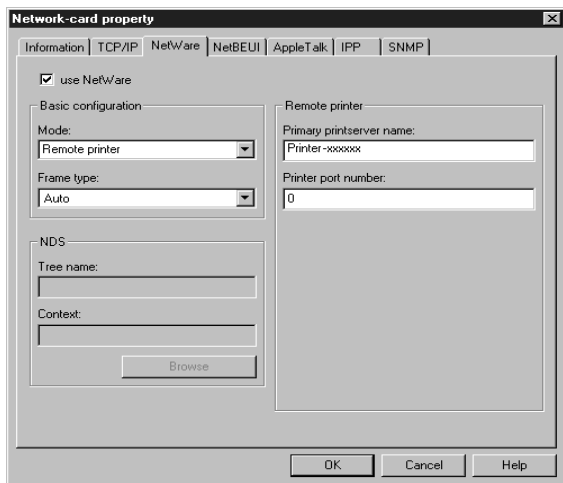 Network-card property
Information TCP/IP NetWare NetBEUI AppleTalk IPP SNMP
use NetWare
Basic configuration
Mode:
Remote printer
Frame type:
Auto
NDS
Tree name:
Context:
Browse
Remote printer
Primary printserver name:
Printer-xxxxxx
Printer port number:
0
OK Cancel Help